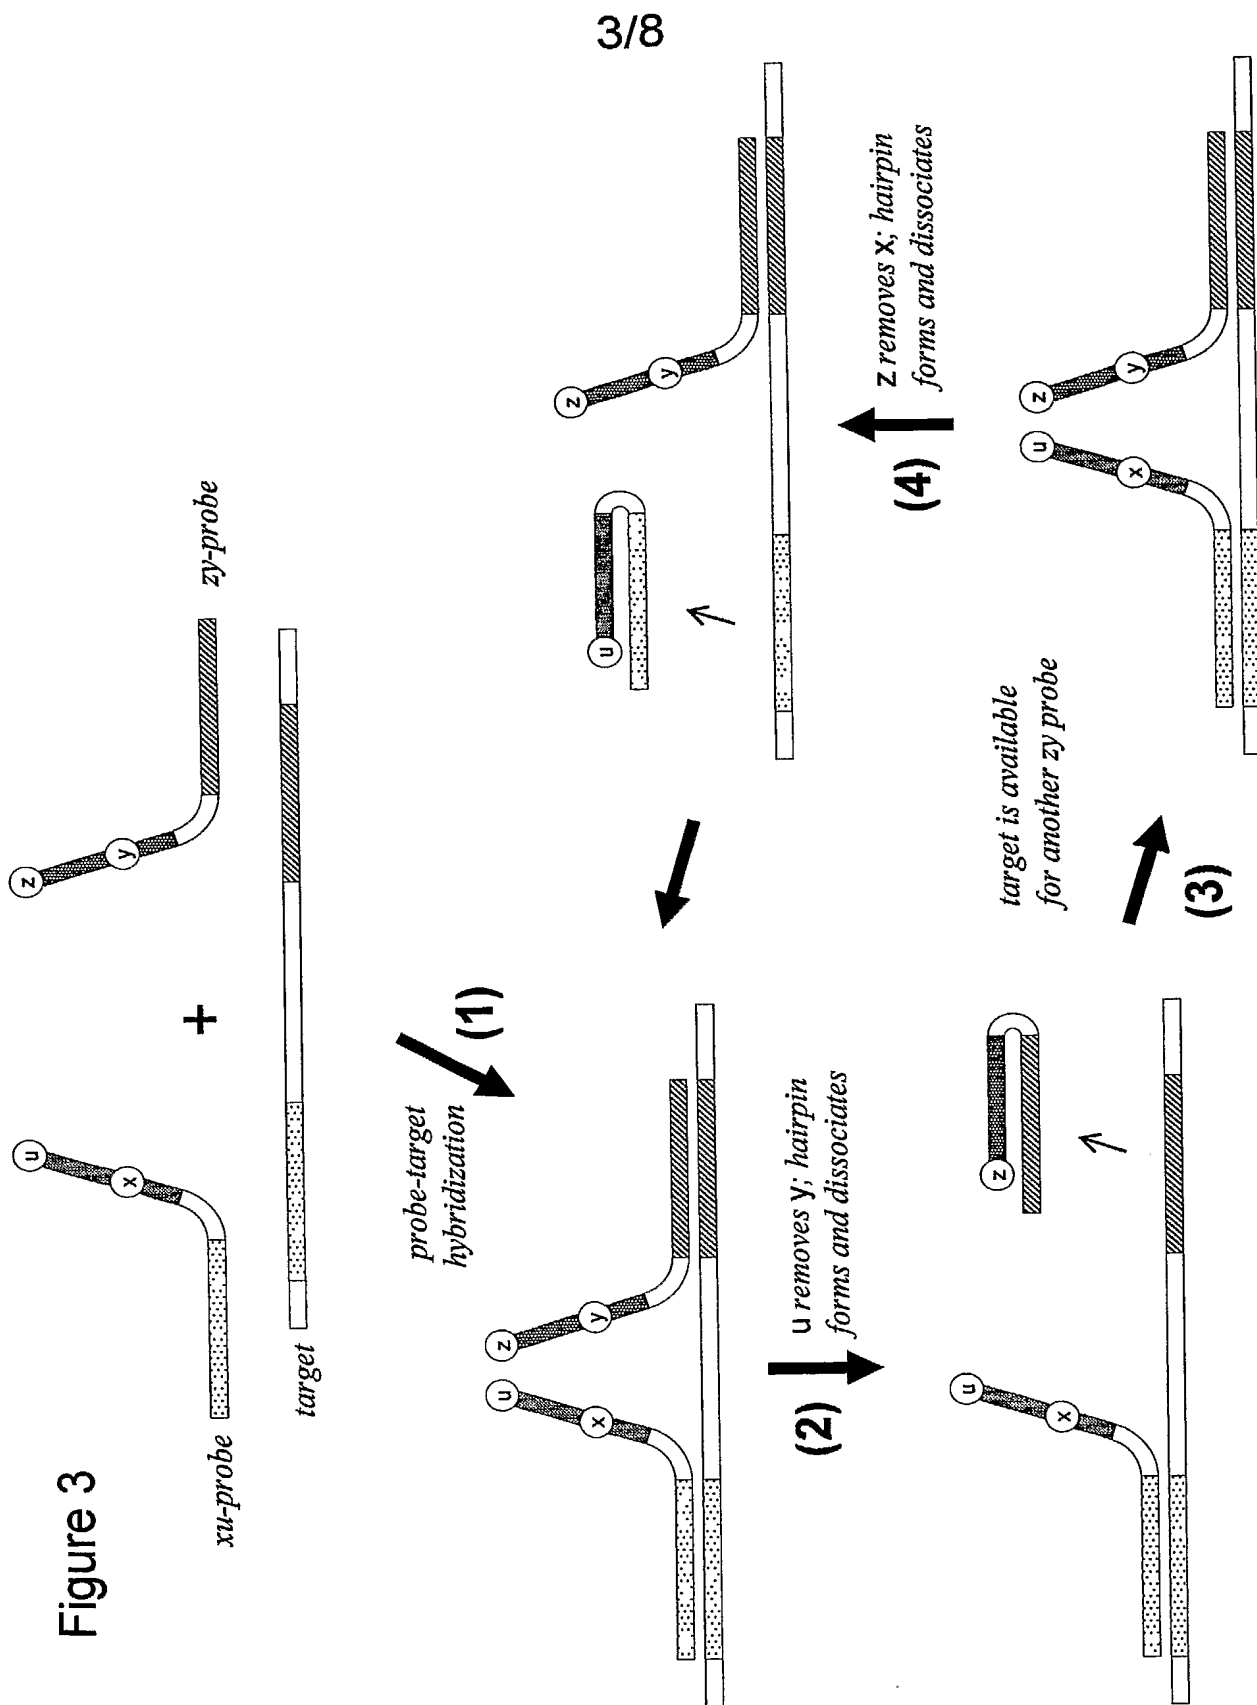 3/8
Figure 3
u
x
xu-probe
+
z
y
zy-probe
target
probe-target
hybridization
(1)
u
x
z
y
(2)
u removes y; hairpin
forms and dissociates
u
x
z
(3)
target is available
for another zy probe
u
x
z
y
(4)
z removes x; hairpin
forms and dissociates
u
z
y